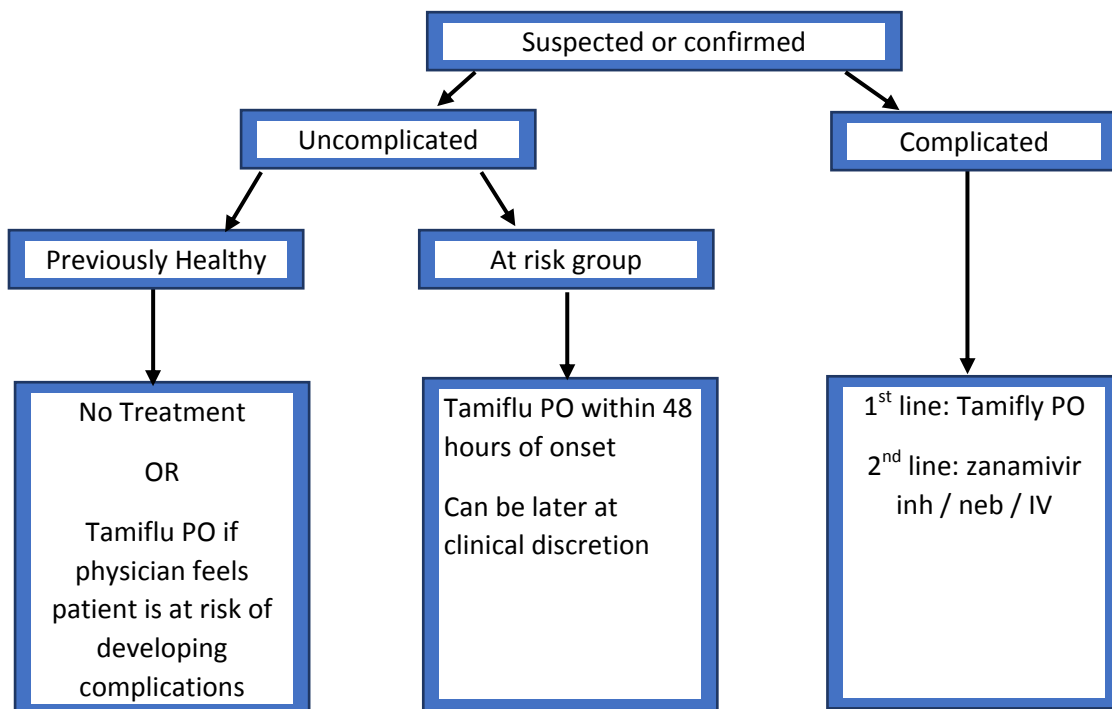 Suspected or confirmed
Uncomplicated
Complicated
Previously Healthy
At risk group
No Treatment
OR
Tamiflu PO if
physician feels
patient is at risk of
developing
complications
Tamiflu PO within 48
hours of onset
Can be later at
clinical discretion
1st line: Tamifly PO
2nd line: zanamivir
inh / neb / IV